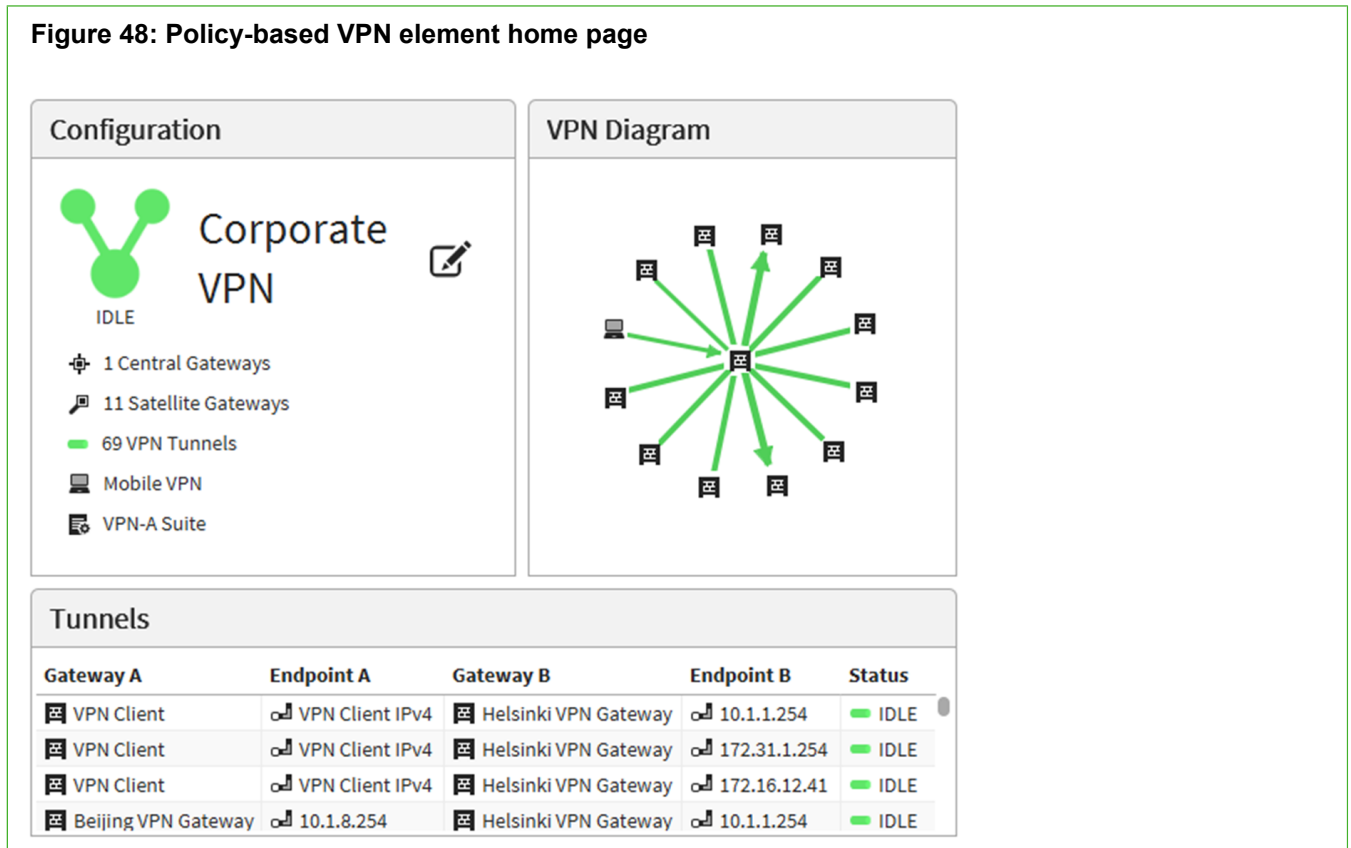 Figure 48: Policy-based VPN element home page
Configuration
Corporate
VPN
IDLE
1 Central Gateways
11 Satellite Gateways
69 VPN Tunnels
Mobile VPN
VPN-A Suite
VPN Diagram
Tunnels
Gateway A Endpoint A Gateway B Endpoint B Status
VPN Client VPN Client IPv4 Helsinki VPN Gateway 10.1.1.254 IDLE
VPN Client VPN Client IPv4 Helsinki VPN Gateway 172.31.1.254 IDLE
VPN Client VPN Client IPv4 Helsinki VPN Gateway 172.16.12.41 IDLE
Beijing VPN Gateway 10.1.8.254 Helsinki VPN Gateway 10.1.1.254 IDLE